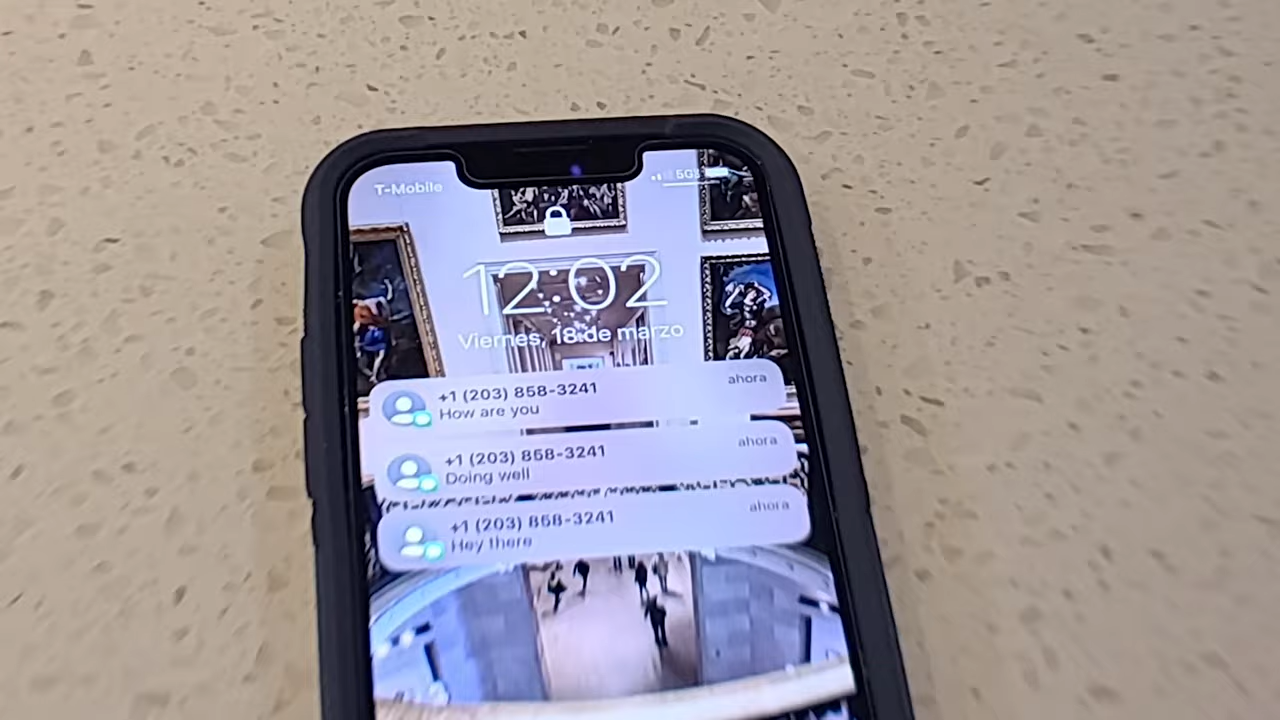 T-Mobile
5G
12:02
Viernes, 18 de marzo
+1 (203) 858-3241
ahora
How are you
+1 (203) 858-3241
ahora
Doing well
+1 (203) 858-3241
ahora
Hey there